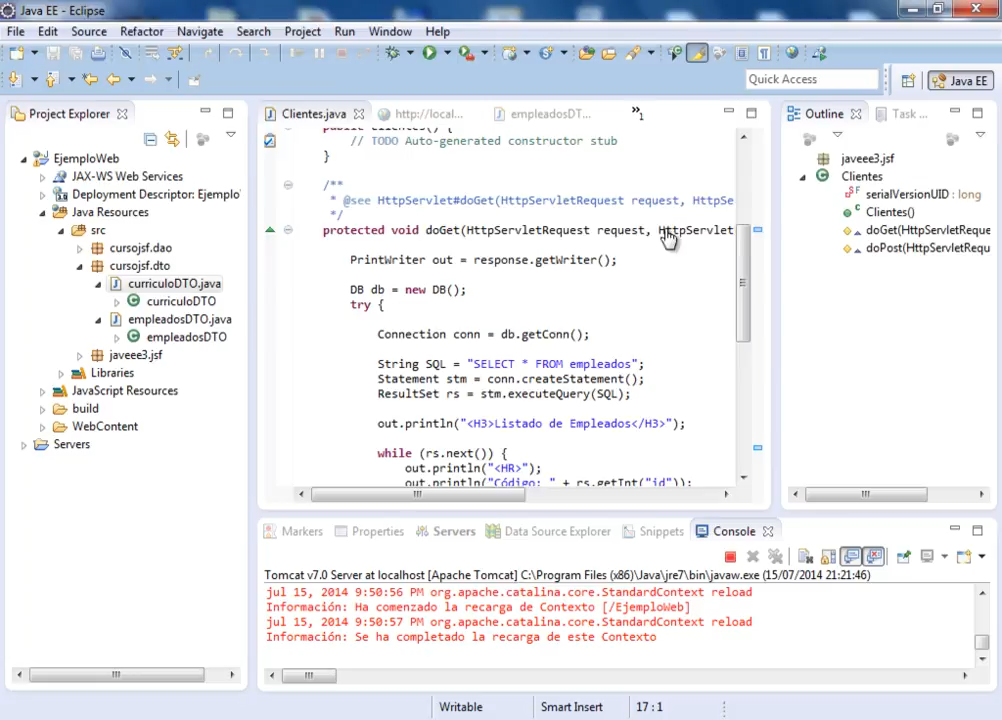 Java EE - Eclipse
File Edit Source Refactor Navigate Search Project Run Window Help
Quick Access
Java EE
Project Explorer
EjemploWeb
JAX-WS Web Services
Deployment Descriptor: Ejemplo
Java Resources
src
cursojsf.dao
cursojsf.dto
curriculoDTO.java
curriculoDTO
empleadosDTO.java
empleadosDTO
javeee3.jsf
Libraries
JavaScript Resources
build
WebContent
Servers
Clientes.java http://local... empleadosDT... »1
// TODO Auto-generated constructor stub
}
/**
* @see HttpServlet#doGet(HttpServletRequest request, HttpSe
*/
protected void doGet(HttpServletRequest request, HttpServlet
PrintWriter out = response.getWriter();
DB db = new DB();
try {
Connection conn = db.getConn();
String SQL = "SELECT * FROM empleados";
Statement stm = conn.createStatement();
ResultSet rs = stm.executeQuery(SQL);
out.println("<H3>Listado de Empleados</H3>");
while (rs.next()) {
out.println("<HR>");
out.println("Código: " + rs.getInt("id"));
Outline Task ...
javeee3.jsf
Clientes
serialVersionUID : long
Clientes()
doGet(HttpServletReque
doPost(HttpServletRequ
Markers Properties Servers Data Source Explorer Snippets Console
Tomcat v7.0 Server at localhost [Apache Tomcat] C:\Program Files (x86)\Java\jre7\bin\javaw.exe (15/07/2014 21:21:46)
jul 15, 2014 9:50:56 PM org.apache.catalina.core.StandardContext reload
Información: Ha comenzado la recarga de Contexto [/EjemploWeb]
jul 15, 2014 9:50:57 PM org.apache.catalina.core.StandardContext reload
Información: Se ha completado la recarga de este Contexto
Writable Smart Insert 17 : 1